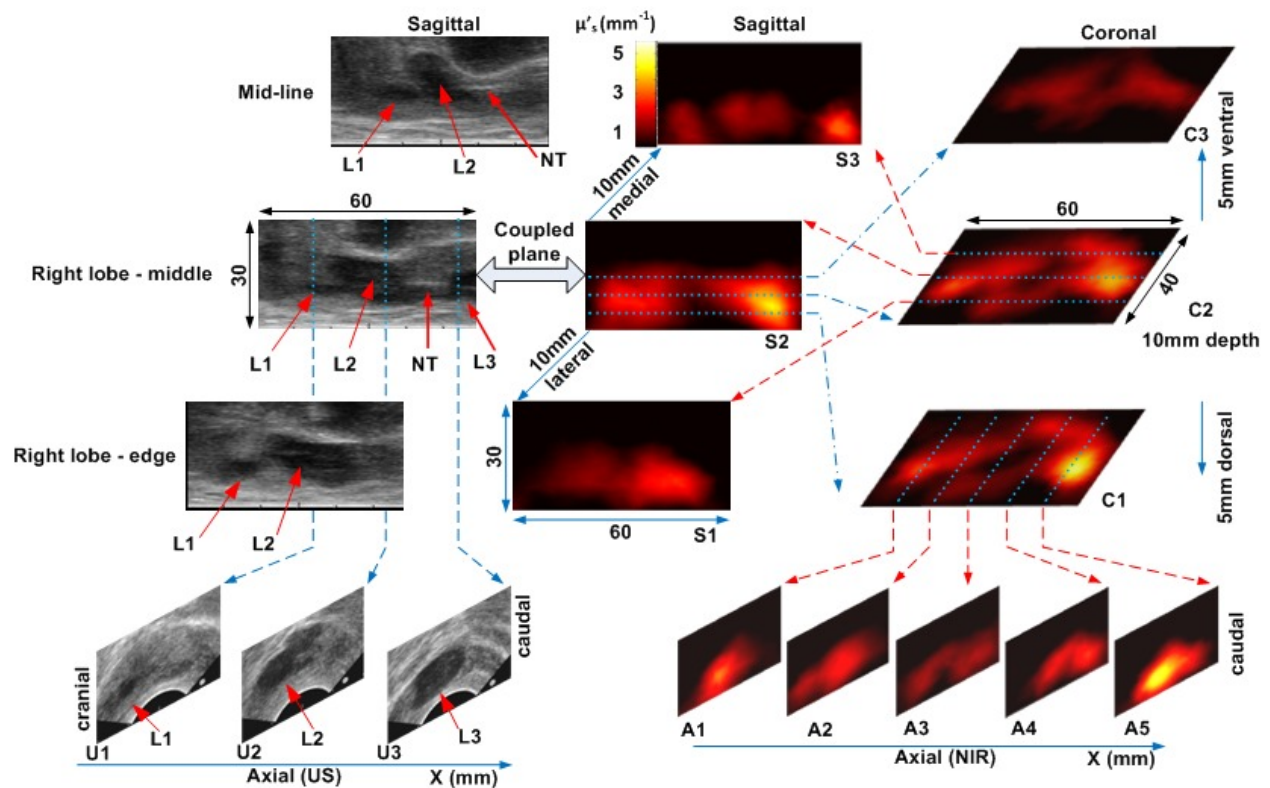 Sagittal
μ's (mm⁻¹)
Sagittal
Coronal
5
3
1
Mid-line
L1
L2
NT
S3
C3
5mm ventral
10mm
medial
60
30
Coupled
plane
60
40
Right lobe - middle
L1
L2
NT
L3
S2
C2
10mm depth
10mm
lateral
Right lobe - edge
L1
L2
30
60
S1
C1
5mm dorsal
cranial
caudal
L1
L2
L3
U1
U2
U3
Axial (US)
X (mm)
caudal
A1
A2
A3
A4
A5
Axial (NIR)
X (mm)